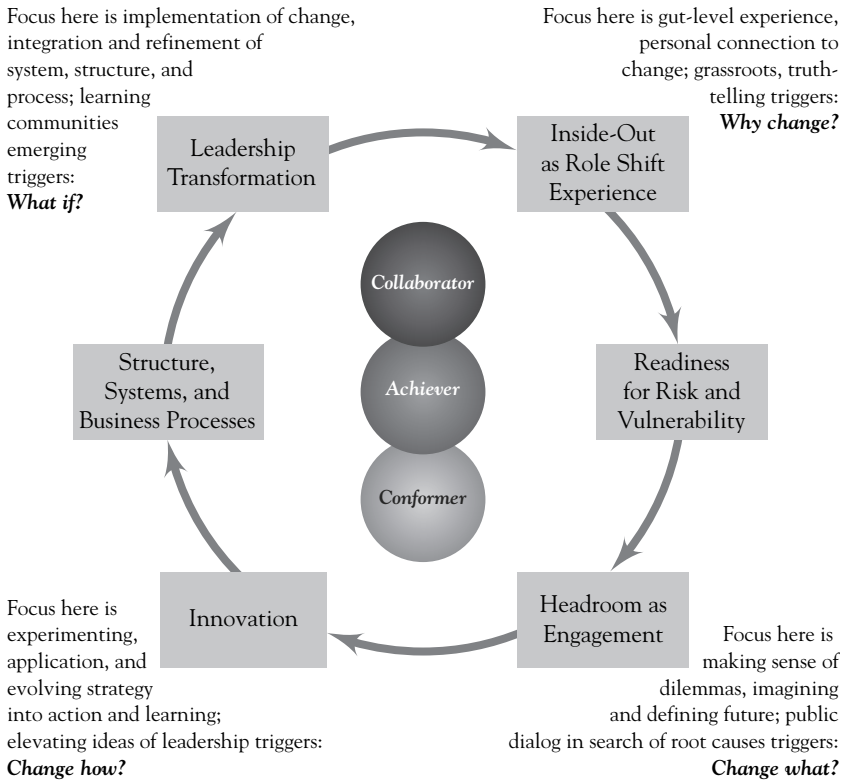 Focus here is implementation of change,
integration and refinement of
system, structure, and
process; learning
communities
emerging
triggers:
What if?
Focus here is gut-level experience,
personal connection to
change; grassroots, truth-
telling triggers:
Why change?
Leadership
Transformation
Inside-Out
as Role Shift
Experience
Collaborator
Achiever
Conformer
Structure,
Systems, and
Business Processes
Readiness
for Risk and
Vulnerability
Innovation
Headroom as
Engagement
Focus here is
experimenting,
application, and
evolving strategy
into action and learning;
elevating ideas of leadership triggers:
Change how?
Focus here is
making sense of
dilemmas, imagining
and defining future; public
dialog in search of root causes triggers:
Change what?